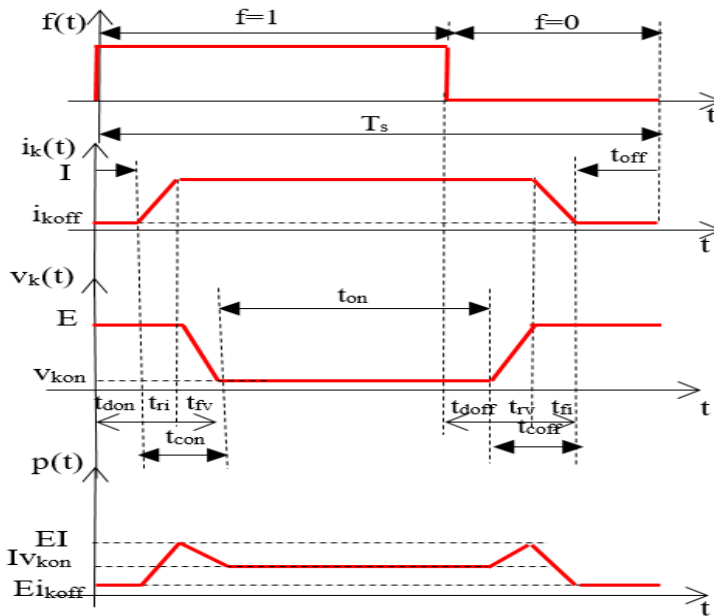 f(t) f=1 f=0
t
Ts
ik(t)
toff
I
ikoff
t
vk(t)
ton
E
vkon
t
tdon tri tfv tdoff trv tfi
tcon tcoff
p(t)
EI
Ivkon
Eikoff
t